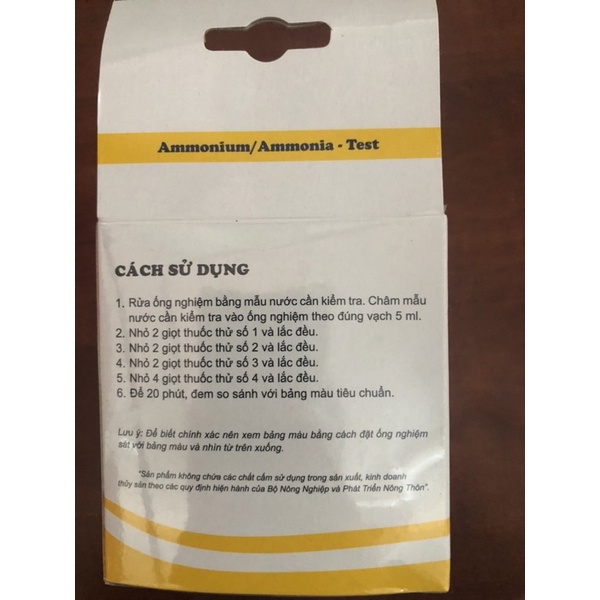 Ammonium/Ammonia - Test
CÁCH SỬ DỤNG
1. Rửa ống nghiệm bằng mẫu nước cần kiểm tra. Châm mẫu
nước cần kiểm tra vào ống nghiệm theo đúng vạch 5 ml.
2. Nhỏ 2 giọt thuốc thử số 1 và lắc đều.
3. Nhỏ 2 giọt thuốc thử số 2 và lắc đều.
4. Nhỏ 2 giọt thuốc thử số 3 và lắc đều.
5. Nhỏ 4 giọt thuốc thử số 4 và lắc đều.
6. Để 20 phút, đem so sánh với bảng màu tiêu chuẩn.
Lưu ý: Để biết chính xác nên xem bảng màu bằng cách đặt ống nghiệm
sát với bảng màu và nhìn từ trên xuống.
"Sản phẩm không chứa các chất cấm sử dụng trong sản xuất, kinh doanh
thủy sản theo các quy định hiện hành của Bộ Nông Nghiệp và Phát Triển Nông Thôn".